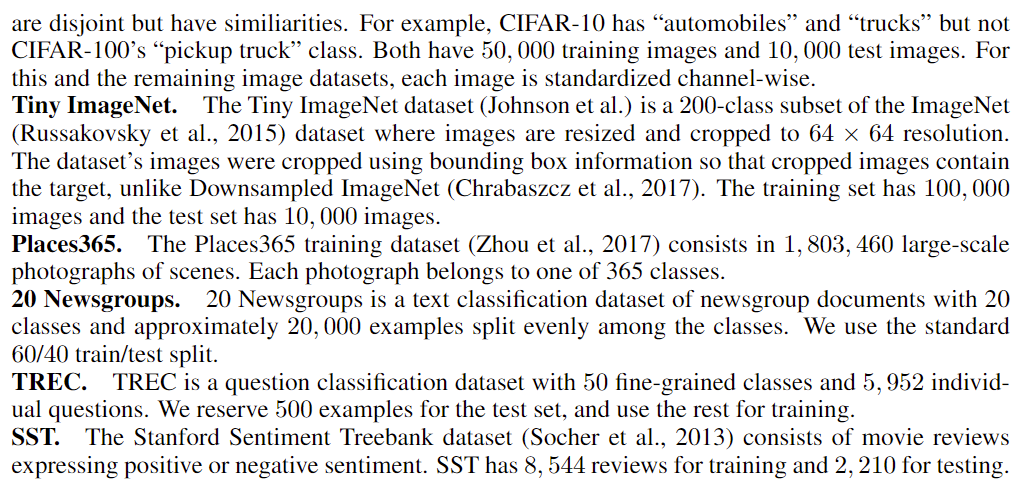 are disjoint but have similiarities. For example, CIFAR-10 has “automobiles” and “trucks” but not
CIFAR-100’s “pickup truck” class. Both have 50, 000 training images and 10, 000 test images. For
this and the remaining image datasets, each image is standardized channel-wise.
Tiny ImageNet. The Tiny ImageNet dataset (Johnson et al.) is a 200-class subset of the ImageNet
(Russakovsky et al., 2015) dataset where images are resized and cropped to 64 × 64 resolution.
The dataset’s images were cropped using bounding box information so that cropped images contain
the target, unlike Downsampled ImageNet (Chrabaszcz et al., 2017). The training set has 100, 000
images and the test set has 10, 000 images.
Places365. The Places365 training dataset (Zhou et al., 2017) consists in 1, 803, 460 large-scale
photographs of scenes. Each photograph belongs to one of 365 classes.
20 Newsgroups. 20 Newsgroups is a text classification dataset of newsgroup documents with 20
classes and approximately 20, 000 examples split evenly among the classes. We use the standard
60/40 train/test split.
TREC. TREC is a question classification dataset with 50 fine-grained classes and 5, 952 individ-
ual questions. We reserve 500 examples for the test set, and use the rest for training.
SST. The Stanford Sentiment Treebank dataset (Socher et al., 2013) consists of movie reviews
expressing positive or negative sentiment. SST has 8, 544 reviews for training and 2, 210 for testing.